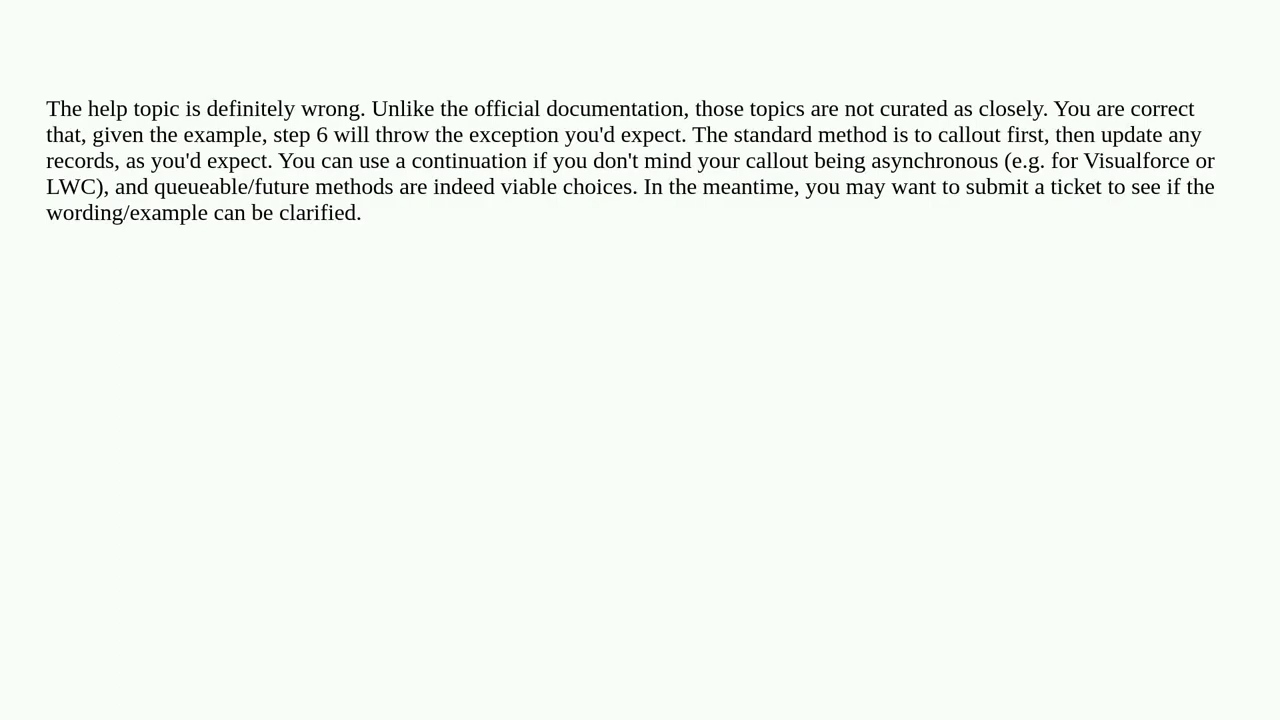 The help topic is definitely wrong. Unlike the official documentation, those topics are not curated as closely. You are correct
that, given the example, step 6 will throw the exception you'd expect. The standard method is to callout first, then update any
records, as you'd expect. You can use a continuation if you don't mind your callout being asynchronous (e.g. for Visualforce or
LWC), and queueable/future methods are indeed viable choices. In the meantime, you may want to submit a ticket to see if the
wording/example can be clarified.